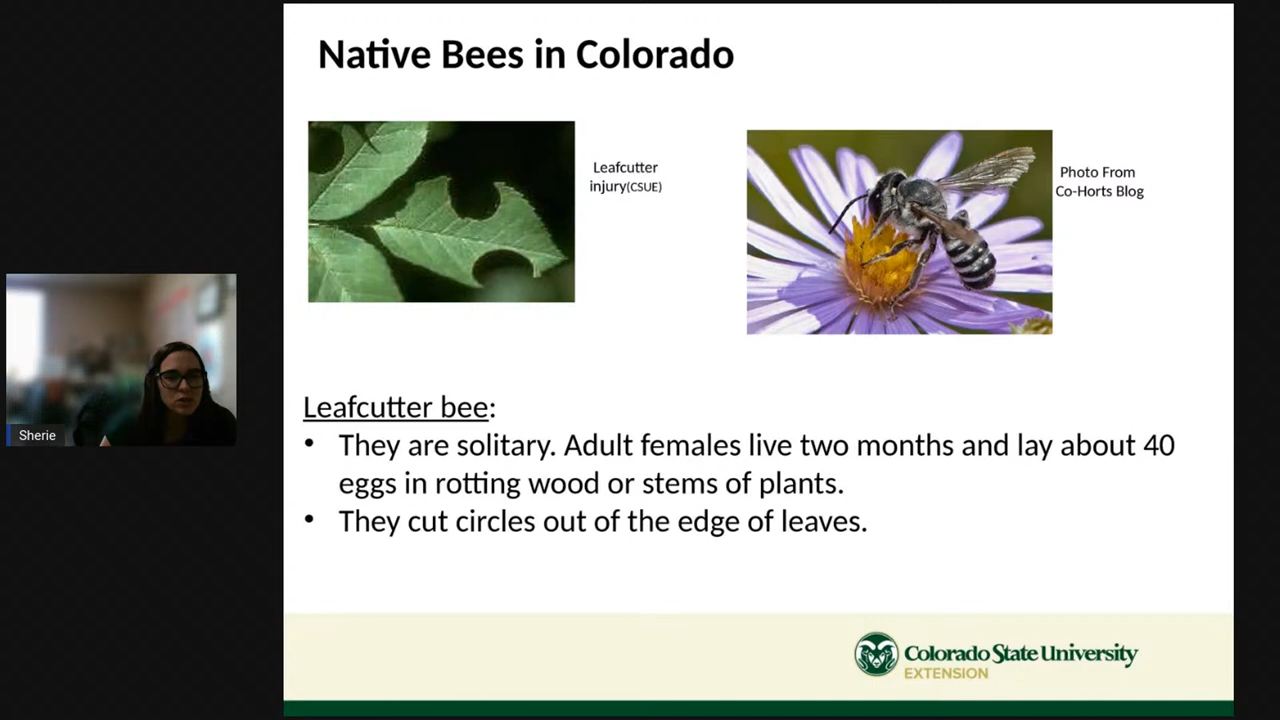 Native Bees in Colorado
Leafcutter
injury(CSUE)
Photo From
Co-Horts Blog
Sherie
Leafcutter bee:
• They are solitary. Adult females live two months and lay about 40
eggs in rotting wood or stems of plants.
• They cut circles out of the edge of leaves.
Colorado State University
EXTENSION